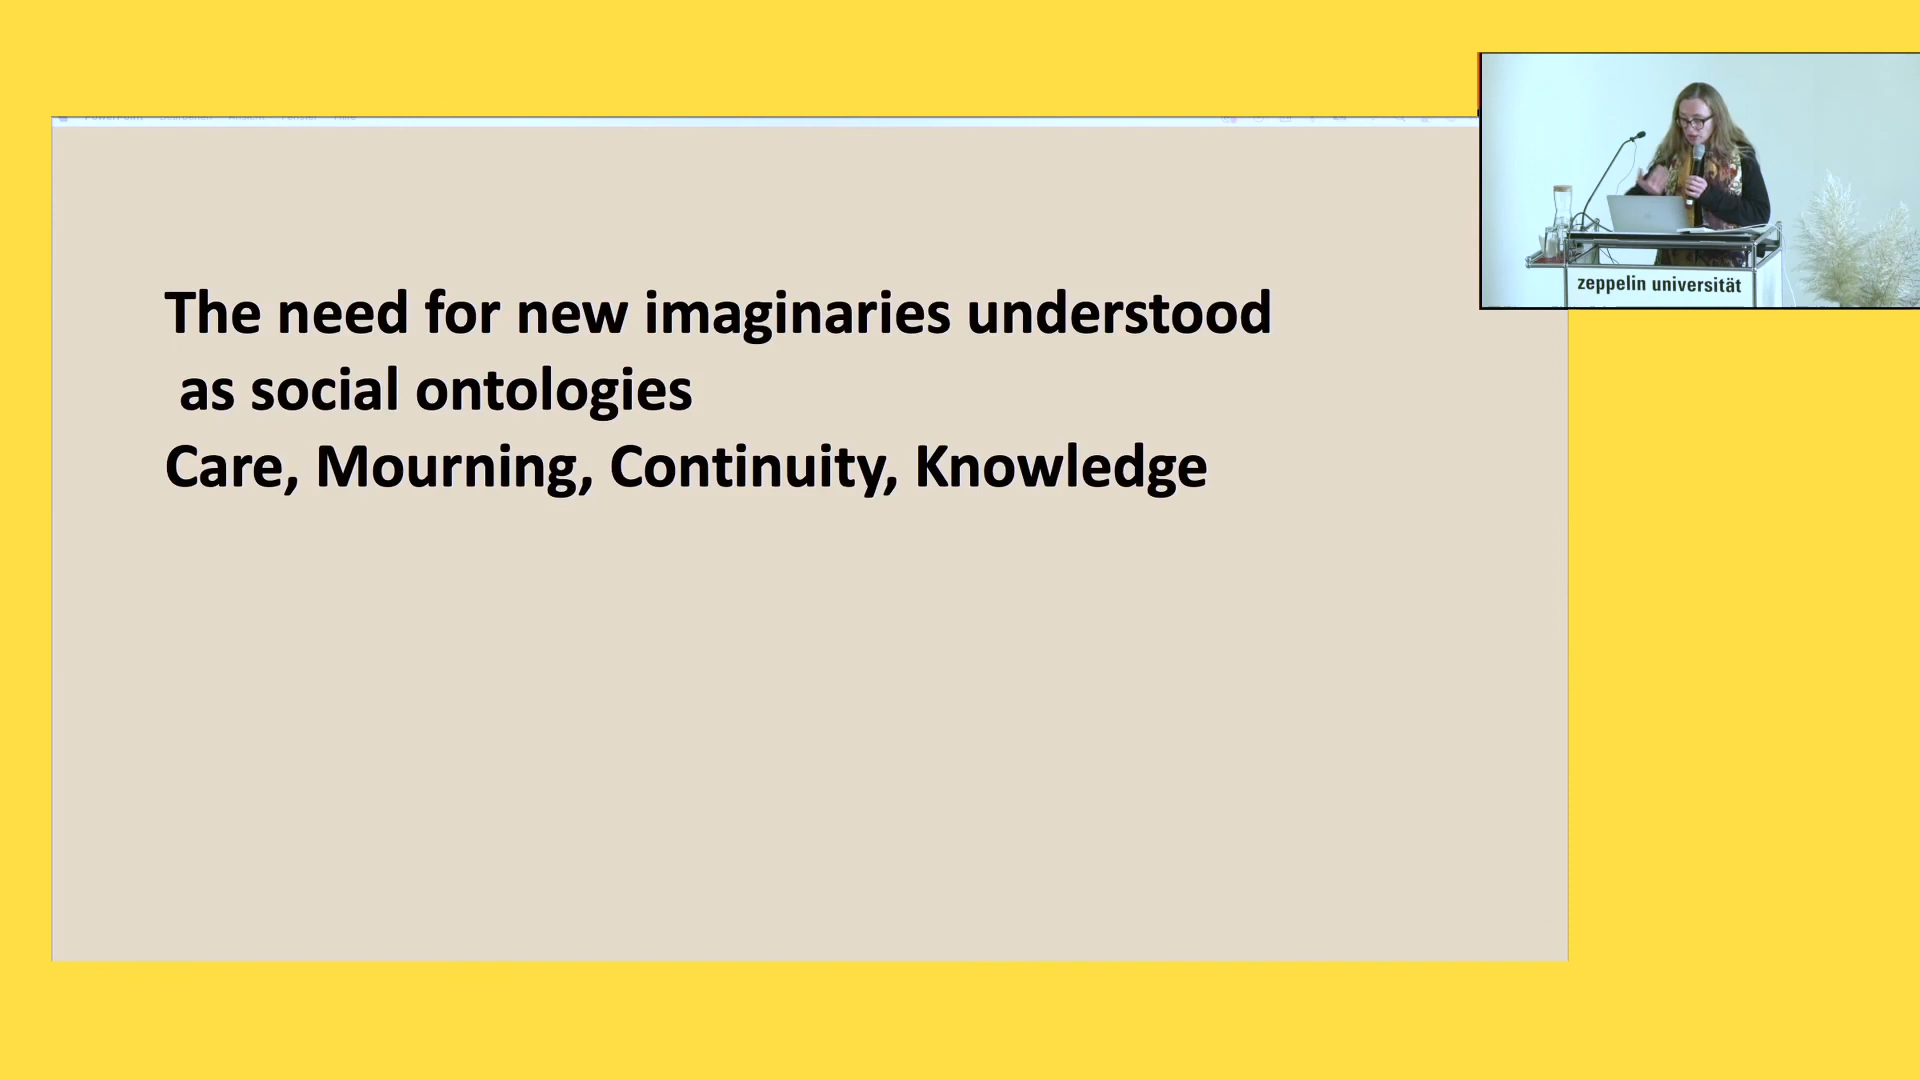 The need for new imaginaries understood
as social ontologies
Care, Mourning, Continuity, Knowledge
zeppelin universität